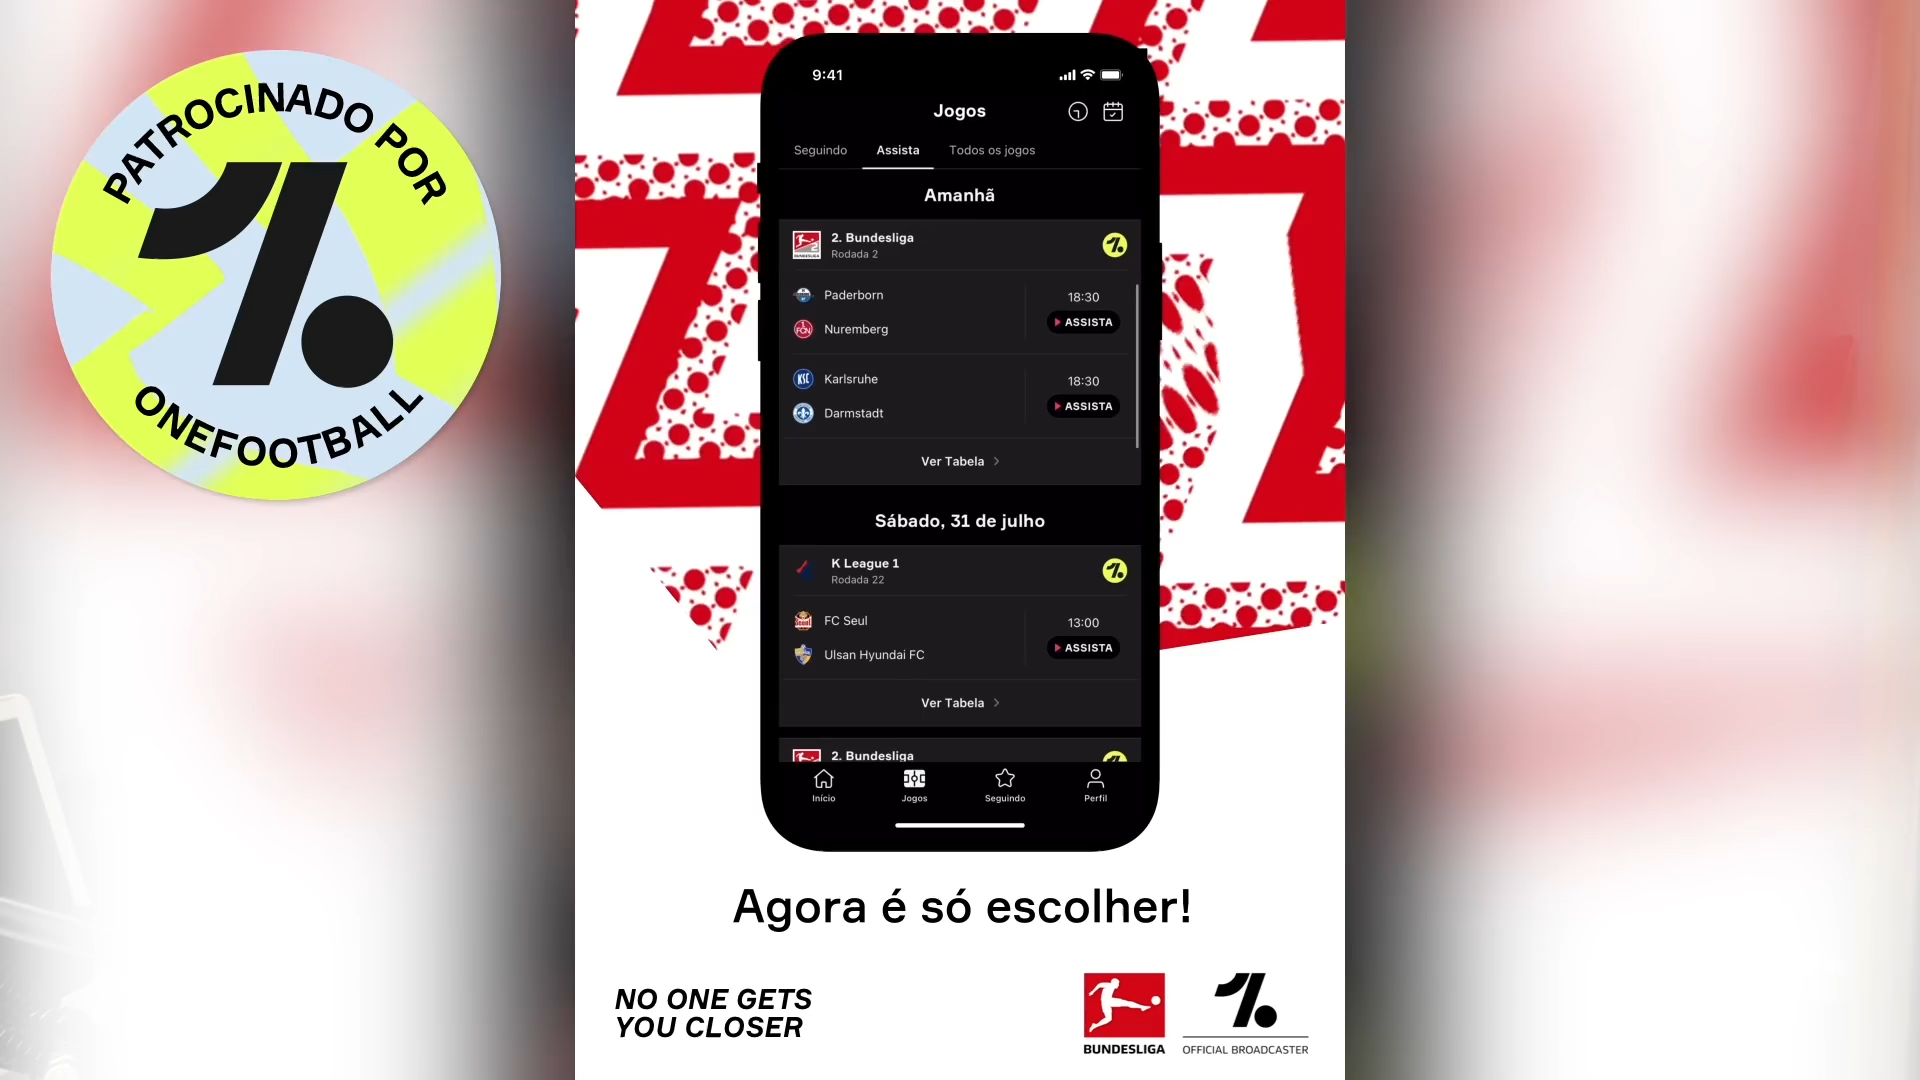 PATROCINADO POR
ONEFOOTBALL
9:41
Jogos
Seguindo
Assista
Todos os jogos
Amanhã
2. Bundesliga
Rodada 2
Paderborn
18:30
Nuremberg
ASSISTA
Karlsruhe
18:30
Darmstadt
ASSISTA
Ver Tabela
Sábado, 31 de julho
K League 1
Rodada 22
FC Seul
13:00
Ulsan Hyundai FC
ASSISTA
Ver Tabela
2. Bundesliga
Início
Jogos
Seguindo
Perfil
Agora é só escolher!
NO ONE GETS
YOU CLOSER
BUNDESLIGA
OFFICIAL BROADCASTER